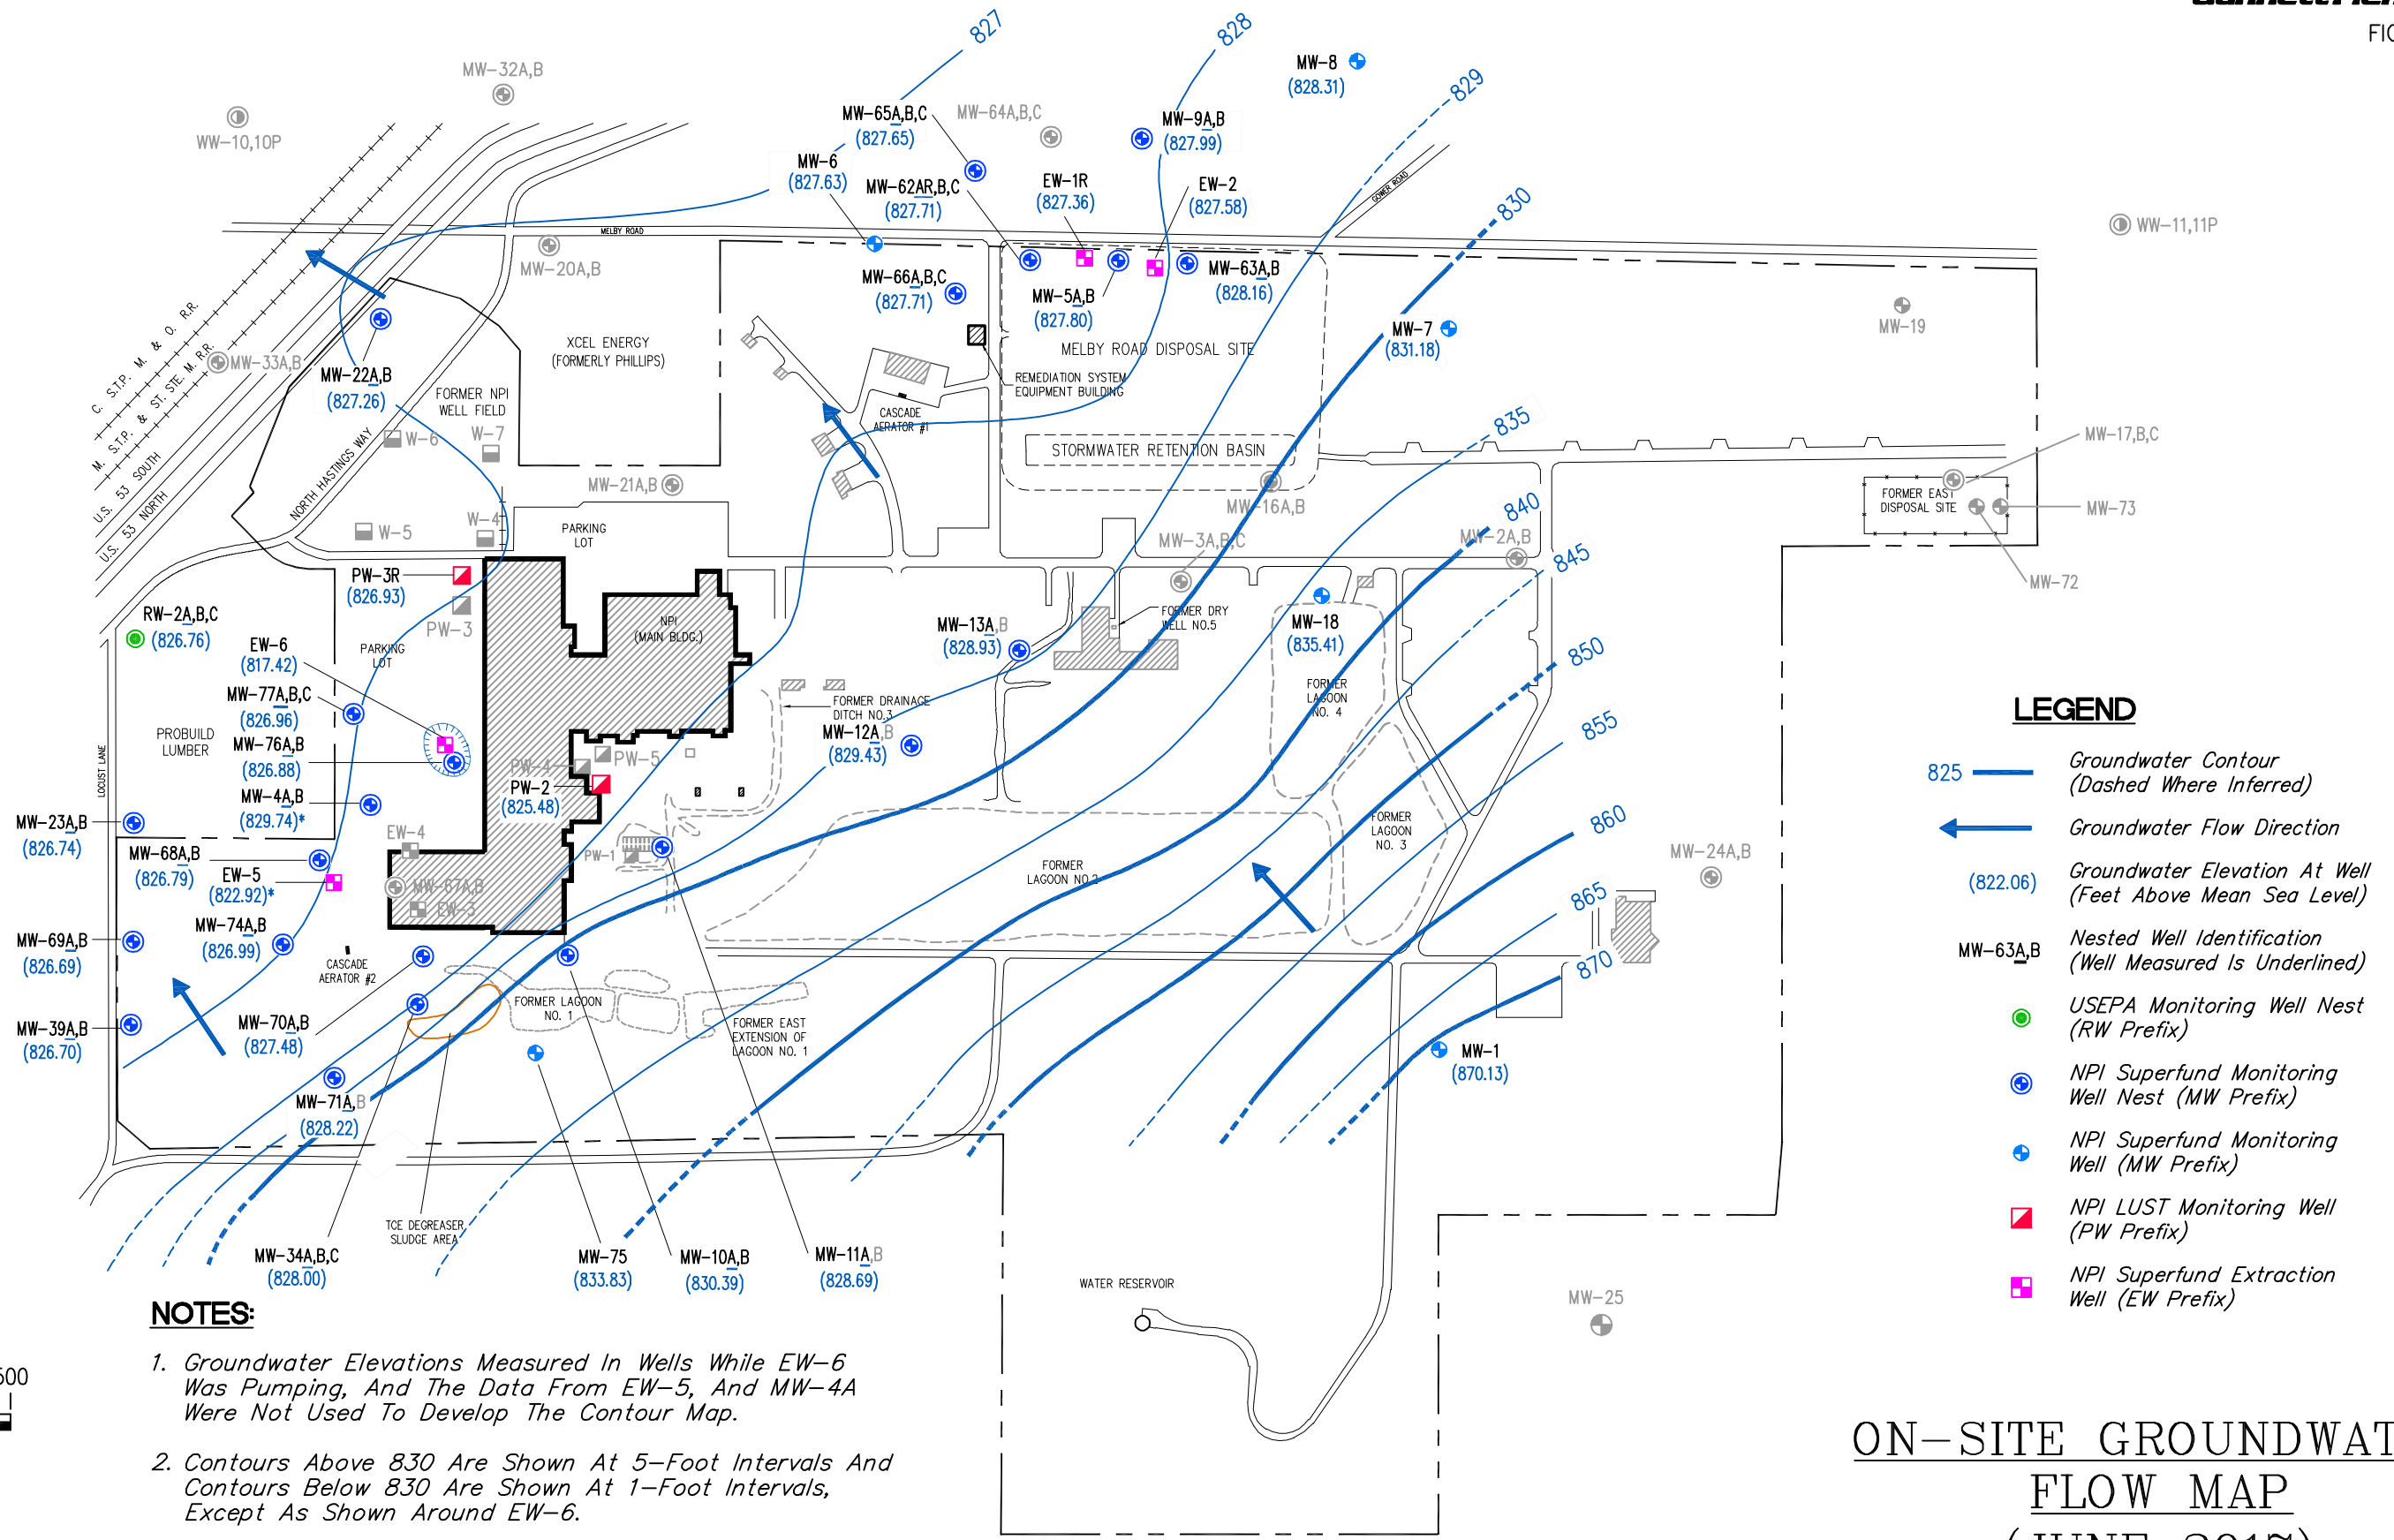 FIG
827
828
829
830
835
840
845
850
855
860
865
870
MW-32A,B
WW-10,10P
MW-8
(828.31)
MW-65A,B,C
(827.65)
MW-64A,B,C
MW-9A,B
(827.99)
MW-6
(827.63)
MW-62AR,B,C
(827.71)
EW-1R
(827.36)
EW-2
(827.58)
GOWER ROAD
WW-11,11P
MELBY ROAD
MW-20A,B
MW-66A,B,C
(827.71)
MW-5A,B
(827.80)
MW-63A,B
(828.16)
MW-7
(831.18)
MW-19
C. S.T.P. M. & O. R.R.
M. S.T.P. & ST. STE. M. R.R.
U.S. 53 SOUTH
U.S. 53 NORTH
NORTH HASTINGS WAY
MW-33A,B
MW-22A,B
(827.26)
XCEL ENERGY
(FORMERLY PHILLIPS)
FORMER NPI
WELL FIELD
W-6
W-7
MELBY ROAD DISPOSAL SITE
REMEDIATION SYSTEM
EQUIPMENT BUILDING
CASCADE
AERATOR #1
STORMWATER RETENTION BASIN
MW-16A,B
MW-21A,B
W-5
W-4
PARKING
LOT
MW-3A,B,C
MW-2A,B
MW-17,B,C
FORMER EAST
DISPOSAL SITE
MW-73
MW-72
PW-3R
(826.93)
PW-3
RW-2A,B,C
(826.76)
PARKING
LOT
NPI
(MAIN BLDG.)
EW-6
(817.42)
MW-77A,B,C
(826.96)
MW-76A,B
(826.88)
MW-4A,B
(829.74)*
PROBUILD
LUMBER
LOCUST LANE
MW-13A,B
(828.93)
FORMER DRY
WELL NO.5
MW-18
(835.41)
FORMER
LAGOON
NO. 4
FORMER DRAINAGE
DITCH NO.3
MW-12A,B
(829.43)
PW-4
PW-5
PW-2
(825.48)
PW-1
MW-23A,B
(826.74)
EW-4
MW-68A,B
(826.79)
EW-5
(822.92)*
MW-67A,B
EW-3
MW-74A,B
(826.99)
MW-69A,B
(826.69)
CASCADE
AERATOR #2
MW-39A,B
(826.70)
MW-70A,B
(827.48)
MW-71A,B
(828.22)
FORMER LAGOON
NO. 1
FORMER EAST
EXTENSION OF
LAGOON NO. 1
FORMER
LAGOON NO.2
FORMER
LAGOON
NO. 3
MW-24A,B
MW-1
(870.13)
TCE DEGREASER
SLUDGE AREA
MW-34A,B,C
(828.00)
MW-75
(833.83)
MW-10A,B
(830.39)
MW-11A,B
(828.69)
WATER RESERVOIR
MW-25
LEGEND
825
Groundwater Contour
(Dashed Where Inferred)
Groundwater Flow Direction
(822.06)
Groundwater Elevation At Well
(Feet Above Mean Sea Level)
MW-63A,B
Nested Well Identification
(Well Measured Is Underlined)
USEPA Monitoring Well Nest
(RW Prefix)
NPI Superfund Monitoring
Well Nest (MW Prefix)
NPI Superfund Monitoring
Well (MW Prefix)
NPI LUST Monitoring Well
(PW Prefix)
NPI Superfund Extraction
Well (EW Prefix)
NOTES:
1. Groundwater Elevations Measured In Wells While EW-6
Was Pumping, And The Data From EW-5, And MW-4A
Were Not Used To Develop The Contour Map.
2. Contours Above 830 Are Shown At 5-Foot Intervals And
Contours Below 830 Are Shown At 1-Foot Intervals,
Except As Shown Around EW-6.
ON-SITE GROUNDWAT
FLOW MAP